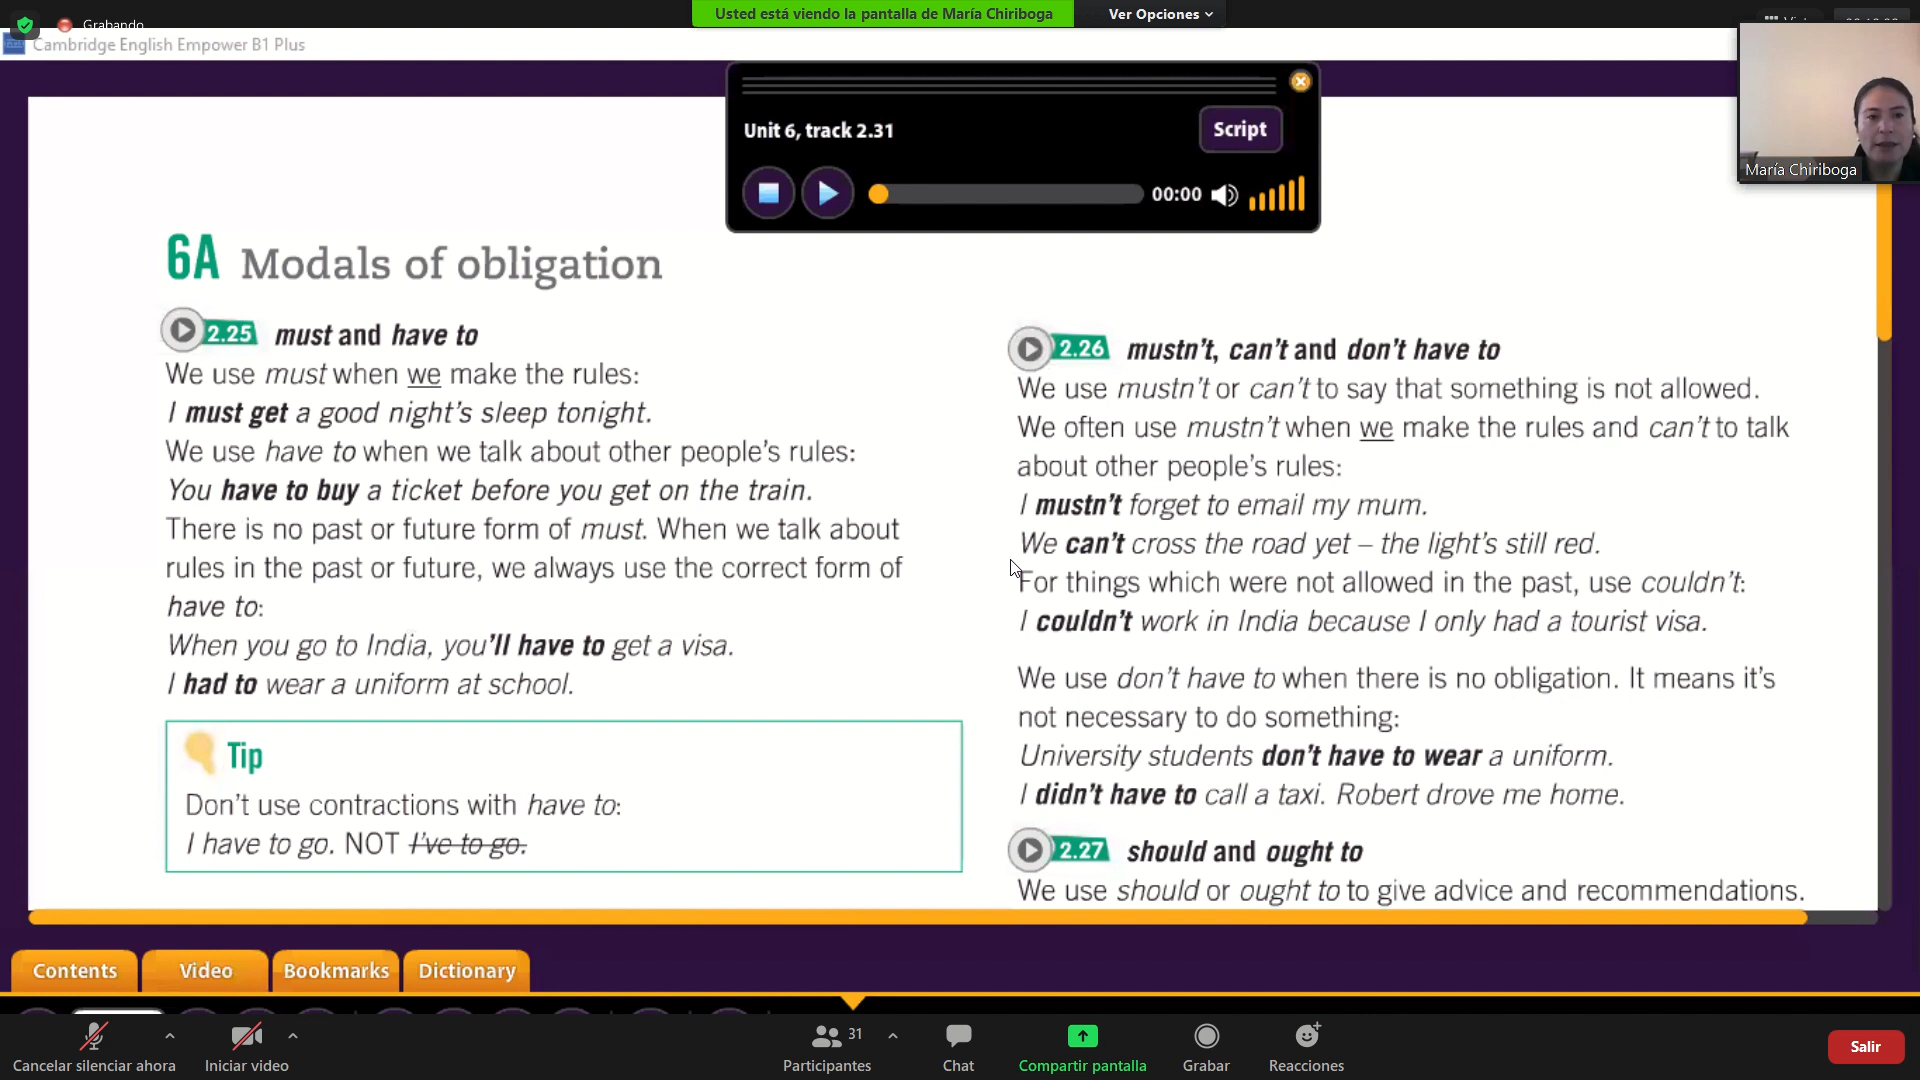 Grabando
Usted está viendo la pantalla de María Chiriboga
Ver Opciones
Cambridge English Empower B1 Plus
Unit 6, track 2.31
Script
00:00
María Chiriboga
6A Modals of obligation
2.25 must and have to
We use must when we make the rules:
I must get a good night's sleep tonight.
We use have to when we talk about other people's rules:
You have to buy a ticket before you get on the train.
There is no past or future form of must. When we talk about
rules in the past or future, we always use the correct form of
have to:
When you go to India, you'll have to get a visa.
I had to wear a uniform at school.
Tip
Don't use contractions with have to:
I have to go. NOT I've to go.
2.26 mustn't, can't and don't have to
We use mustn't or can't to say that something is not allowed.
We often use mustn't when we make the rules and can't to talk
about other people's rules:
I mustn't forget to email my mum.
We can't cross the road yet – the light's still red.
For things which were not allowed in the past, use couldn't:
I couldn't work in India because I only had a tourist visa.
We use don't have to when there is no obligation. It means it's
not necessary to do something:
University students don't have to wear a uniform.
I didn't have to call a taxi. Robert drove me home.
2.27 should and ought to
We use should or ought to to give advice and recommendations.
Contents
Video
Bookmarks
Dictionary
Cancelar silenciar ahora
Iniciar video
Participantes
31
Chat
Compartir pantalla
Grabar
Reacciones
Salir